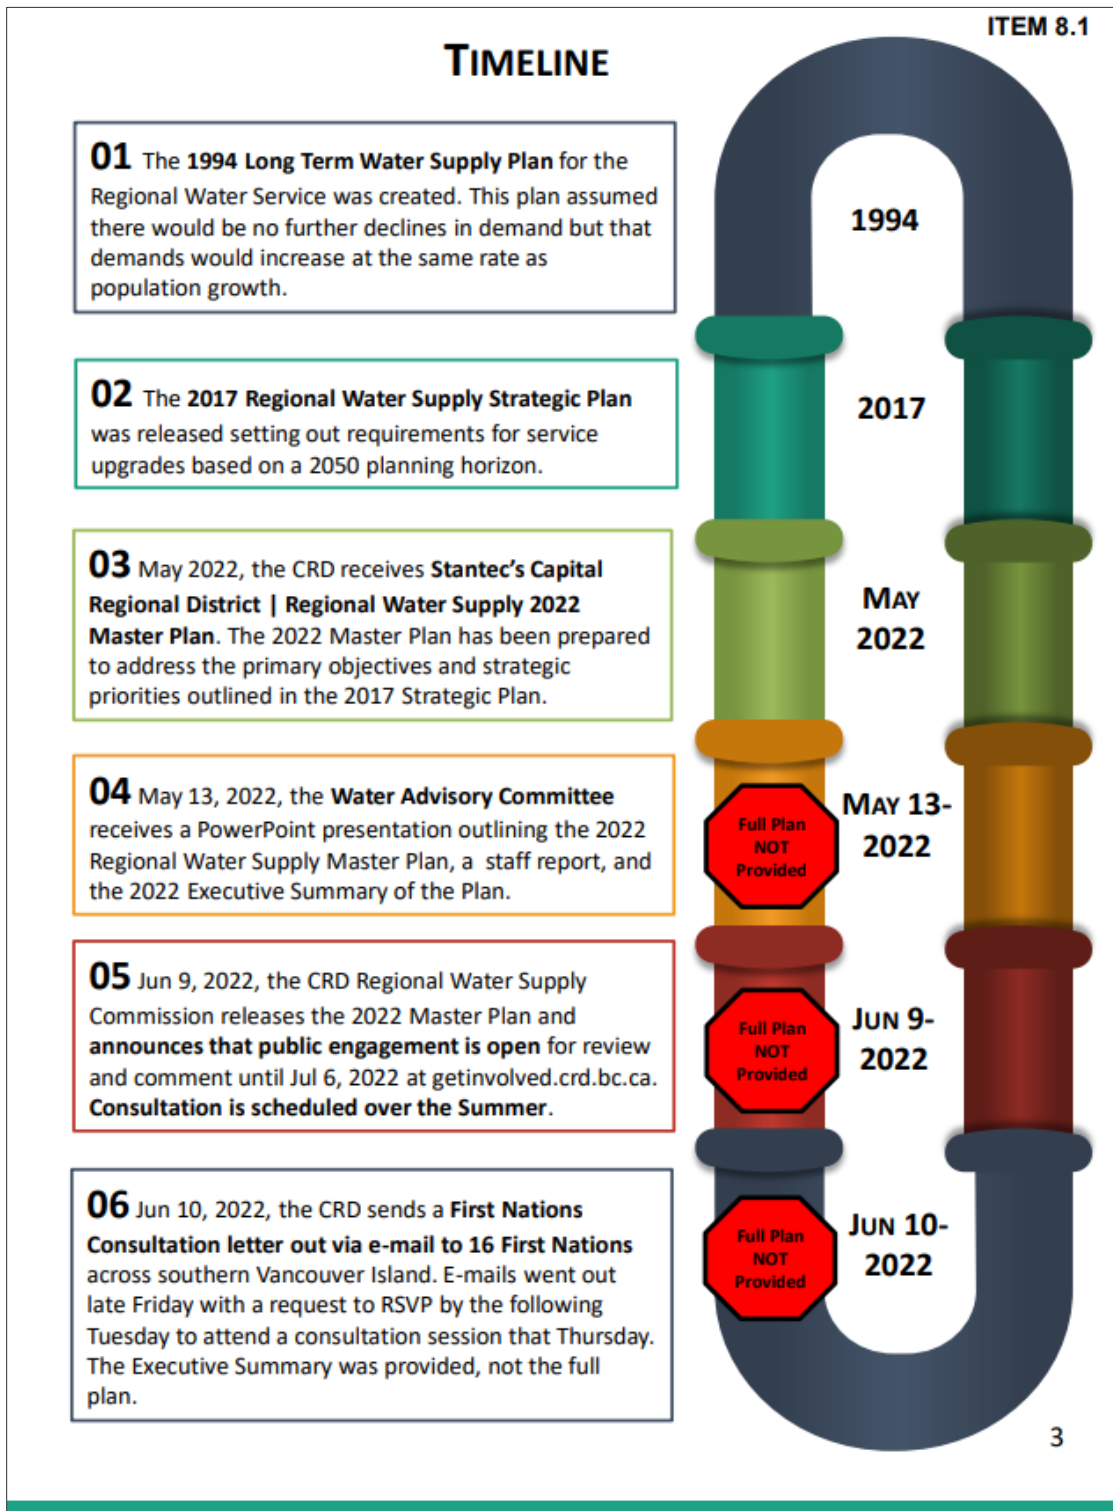 ITEM 8.1
TIMELINE
01 The 1994 Long Term Water Supply Plan for the
Regional Water Service was created. This plan assumed
there would be no further declines in demand but that
demands would increase at the same rate as
population growth.
1994
02 The 2017 Regional Water Supply Strategic Plan
was released setting out requirements for service
upgrades based on a 2050 planning horizon.
2017
03 May 2022, the CRD receives Stantec's Capital
Regional District | Regional Water Supply 2022
Master Plan. The 2022 Master Plan has been prepared
to address the primary objectives and strategic
priorities outlined in the 2017 Strategic Plan.
MAY
2022
04 May 13, 2022, the Water Advisory Committee
receives a PowerPoint presentation outlining the 2022
Regional Water Supply Master Plan, a staff report, and
the 2022 Executive Summary of the Plan.
Full Plan
NOT
Provided
MAY 13-
2022
05 Jun 9, 2022, the CRD Regional Water Supply
Commission releases the 2022 Master Plan and
announces that public engagement is open for review
and comment until Jul 6, 2022 at getinvolved.crd.bc.ca.
Consultation is scheduled over the Summer.
Full Plan
NOT
Provided
JUN 9-
2022
06 Jun 10, 2022, the CRD sends a First Nations
Consultation letter out via e-mail to 16 First Nations
across southern Vancouver Island. E-mails went out
late Friday with a request to RSVP by the following
Tuesday to attend a consultation session that Thursday.
The Executive Summary was provided, not the full
plan.
Full Plan
NOT
Provided
JUN 10-
2022
3